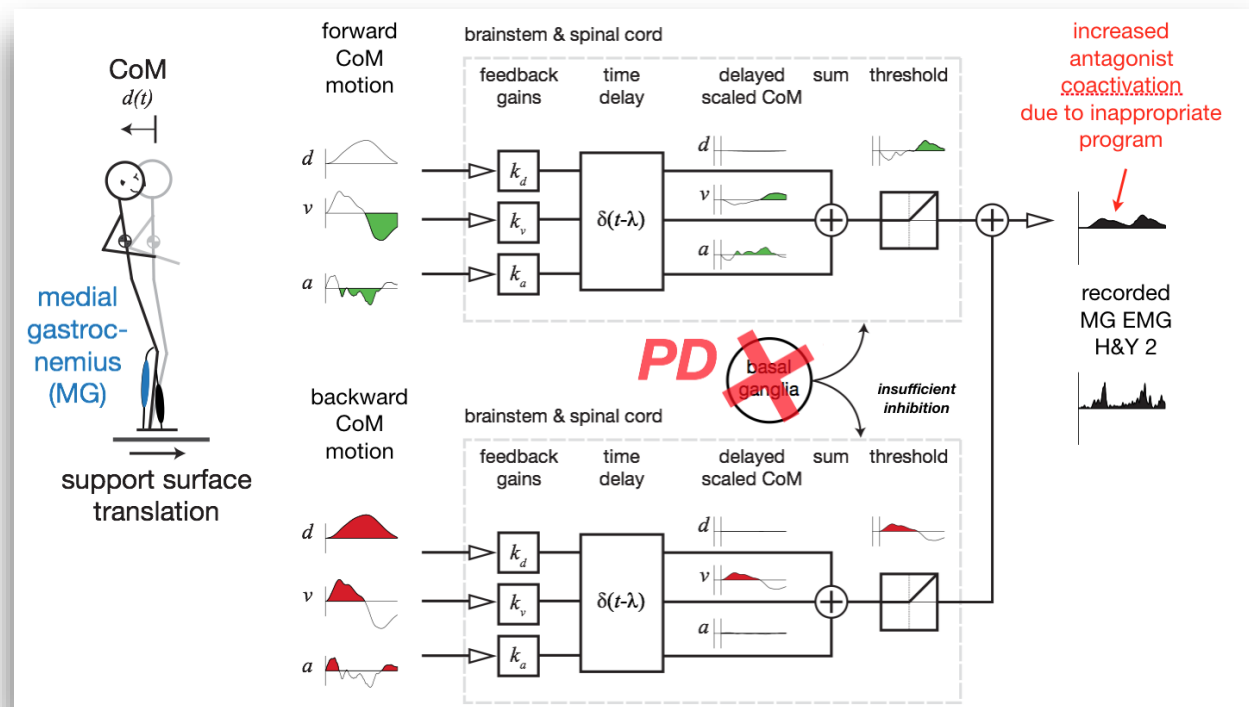 CoM
d(t)
medial
gastroc-
nemius
(MG)
support surface
translation
forward
CoM
motion
d
v
a
brainstem & spinal cord
feedback
gains
time
delay
delayed
scaled CoM
sum
threshold
k_d
k_v
k_a
δ(t-λ)
d
v
a
+
+
increased
antagonist
coactivation
due to inappropriate
program
recorded
MG EMG
H&Y 2
PD
basal
ganglia
insufficient
inhibition
backward
CoM
motion
d
v
a
brainstem & spinal cord
feedback
gains
time
delay
delayed
scaled CoM
sum
threshold
k_d
k_v
k_a
δ(t-λ)
d
v
a
+